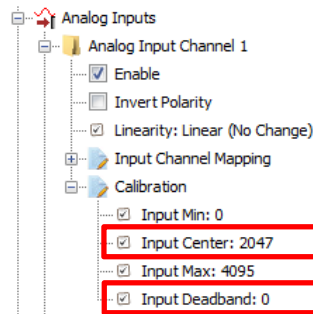 Analog Inputs
Analog Input Channel 1
Enable
Invert Polarity
Linearity: Linear (No Change)
Input Channel Mapping
Calibration
Input Min: 0
Input Center: 2047
Input Max: 4095
Input Deadband: 0